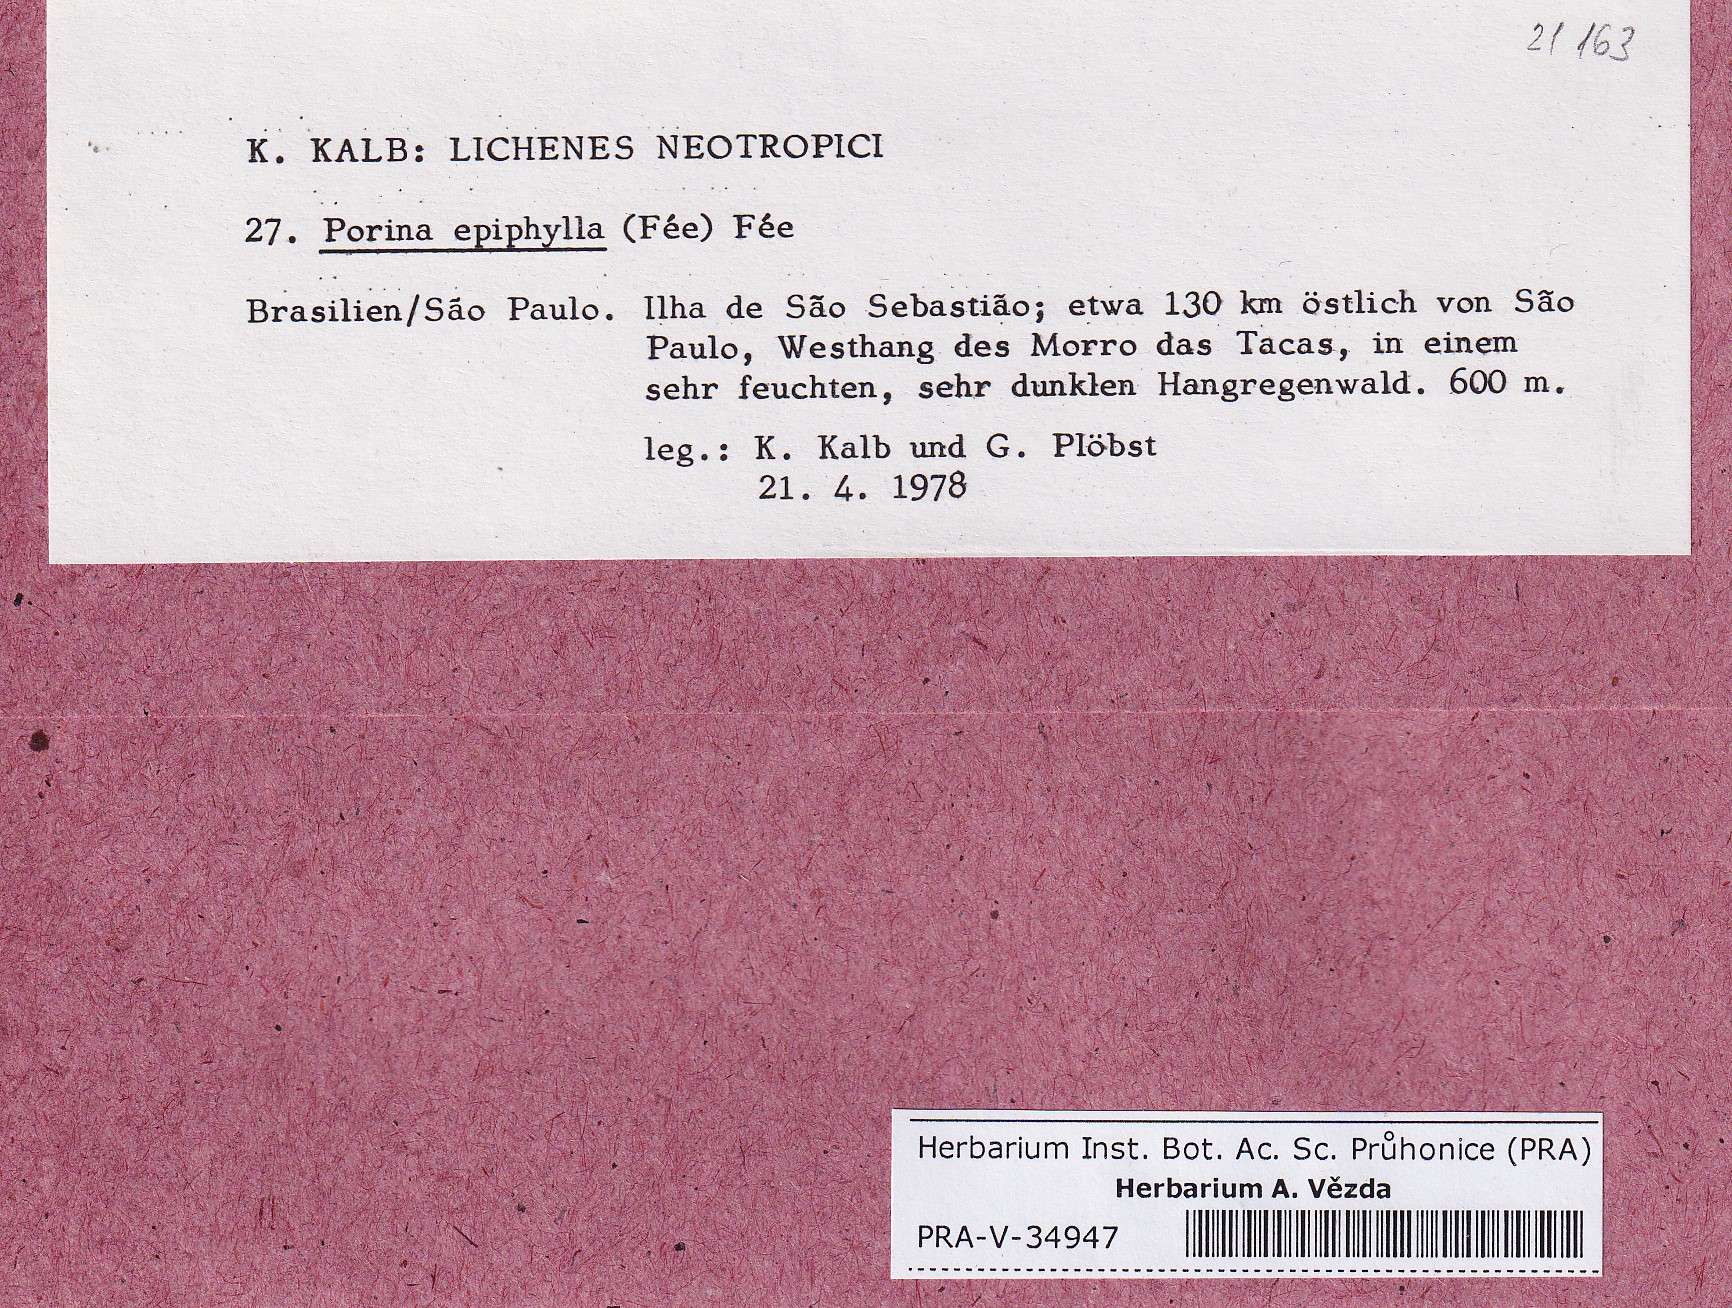 21 163
K. KALB: LICHENES NEOTROPICI
27. Porina epiphylla (Fée) Fée
Brasilien/São Paulo. Ilha de São Sebastião; etwa 130 km östlich von São
Paulo, Westhang des Morro das Tacas, in einem
sehr feuchten, sehr dunklen Hangregenwald. 600 m.
leg.: K. Kalb und G. Plöbst
21. 4. 1978
Herbarium Inst. Bot. Ac. Sc. Průhonice (PRA)
Herbarium A. Vězda
PRA-V-34947